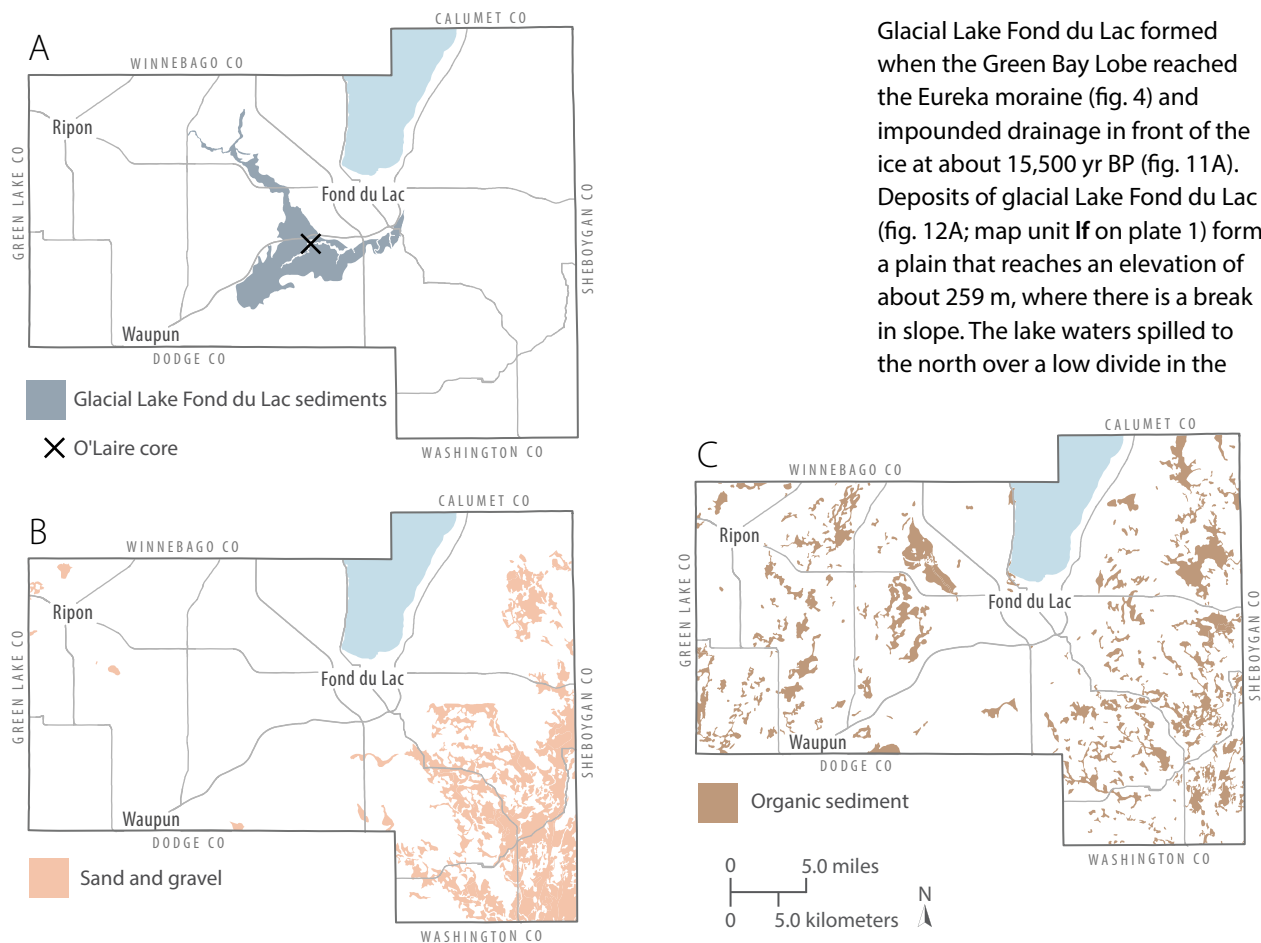 A
CALUMET CO
WINNEBAGO CO
Ripon
GREEN LAKE CO
Fond du Lac
SHEBOYGAN CO
Waupun
DODGE CO
Glacial Lake Fond du Lac sediments
O'Laire core
WASHINGTON CO
Glacial Lake Fond du Lac formed
when the Green Bay Lobe reached
the Eureka moraine (fig. 4) and
impounded drainage in front of the
ice at about 15,500 yr BP (fig. 11A).
Deposits of glacial Lake Fond du Lac
(fig. 12A; map unit lf on plate 1) form
a plain that reaches an elevation of
about 259 m, where there is a break
in slope. The lake waters spilled to
the north over a low divide in the
B
CALUMET CO
WINNEBAGO CO
Ripon
GREEN LAKE CO
Fond du Lac
SHEBOYGAN CO
Waupun
DODGE CO
Sand and gravel
WASHINGTON CO
C
CALUMET CO
WINNEBAGO CO
Ripon
GREEN LAKE CO
Fond du Lac
SHEBOYGAN CO
Waupun
DODGE CO
Organic sediment
WASHINGTON CO
0 5.0 miles
0 5.0 kilometers
N